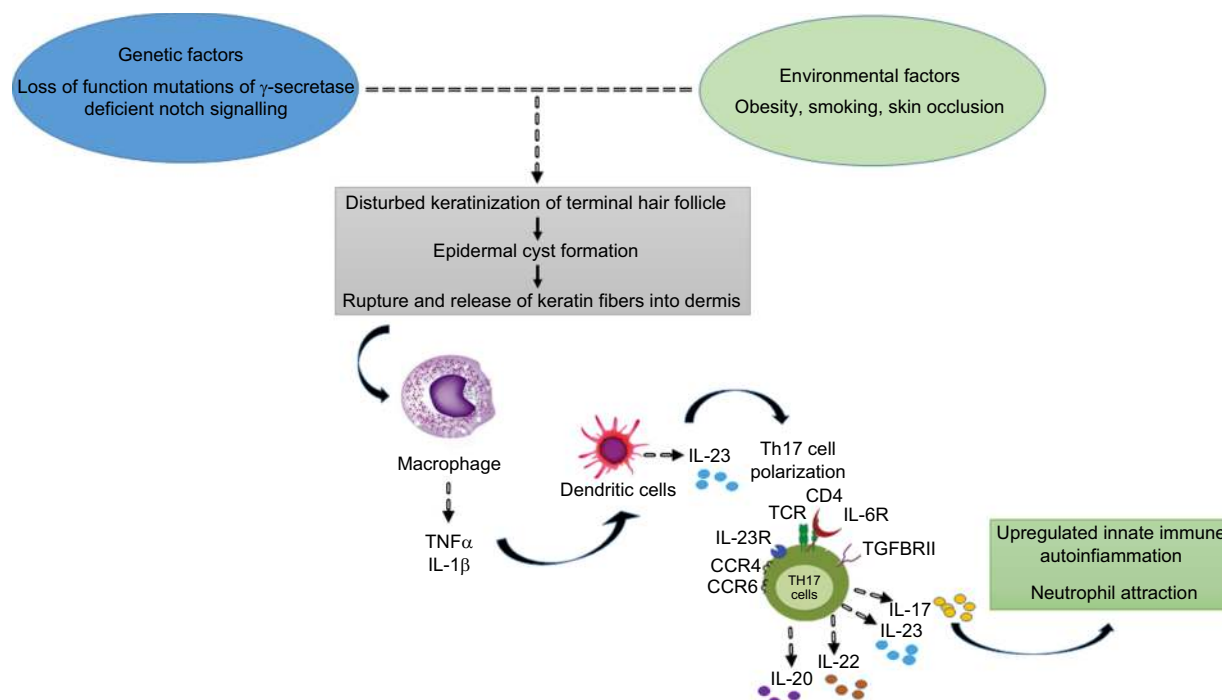 Genetic factors
Loss of function mutations of γ-secretase
deficient notch signalling
Environmental factors
Obesity, smoking, skin occlusion
Disturbed keratinization of terminal hair follicle
Epidermal cyst formation
Rupture and release of keratin fibers into dermis
Macrophage
TNFα
IL-1β
Dendritic cells
IL-23
Th17 cell
polarization
CD4
TCR
IL-6R
IL-23R
TGFBRII
CCR4
CCR6
TH17
cells
IL-17
IL-23
IL-22
IL-20
Upregulated innate immune
autoinflammation
Neutrophil attraction